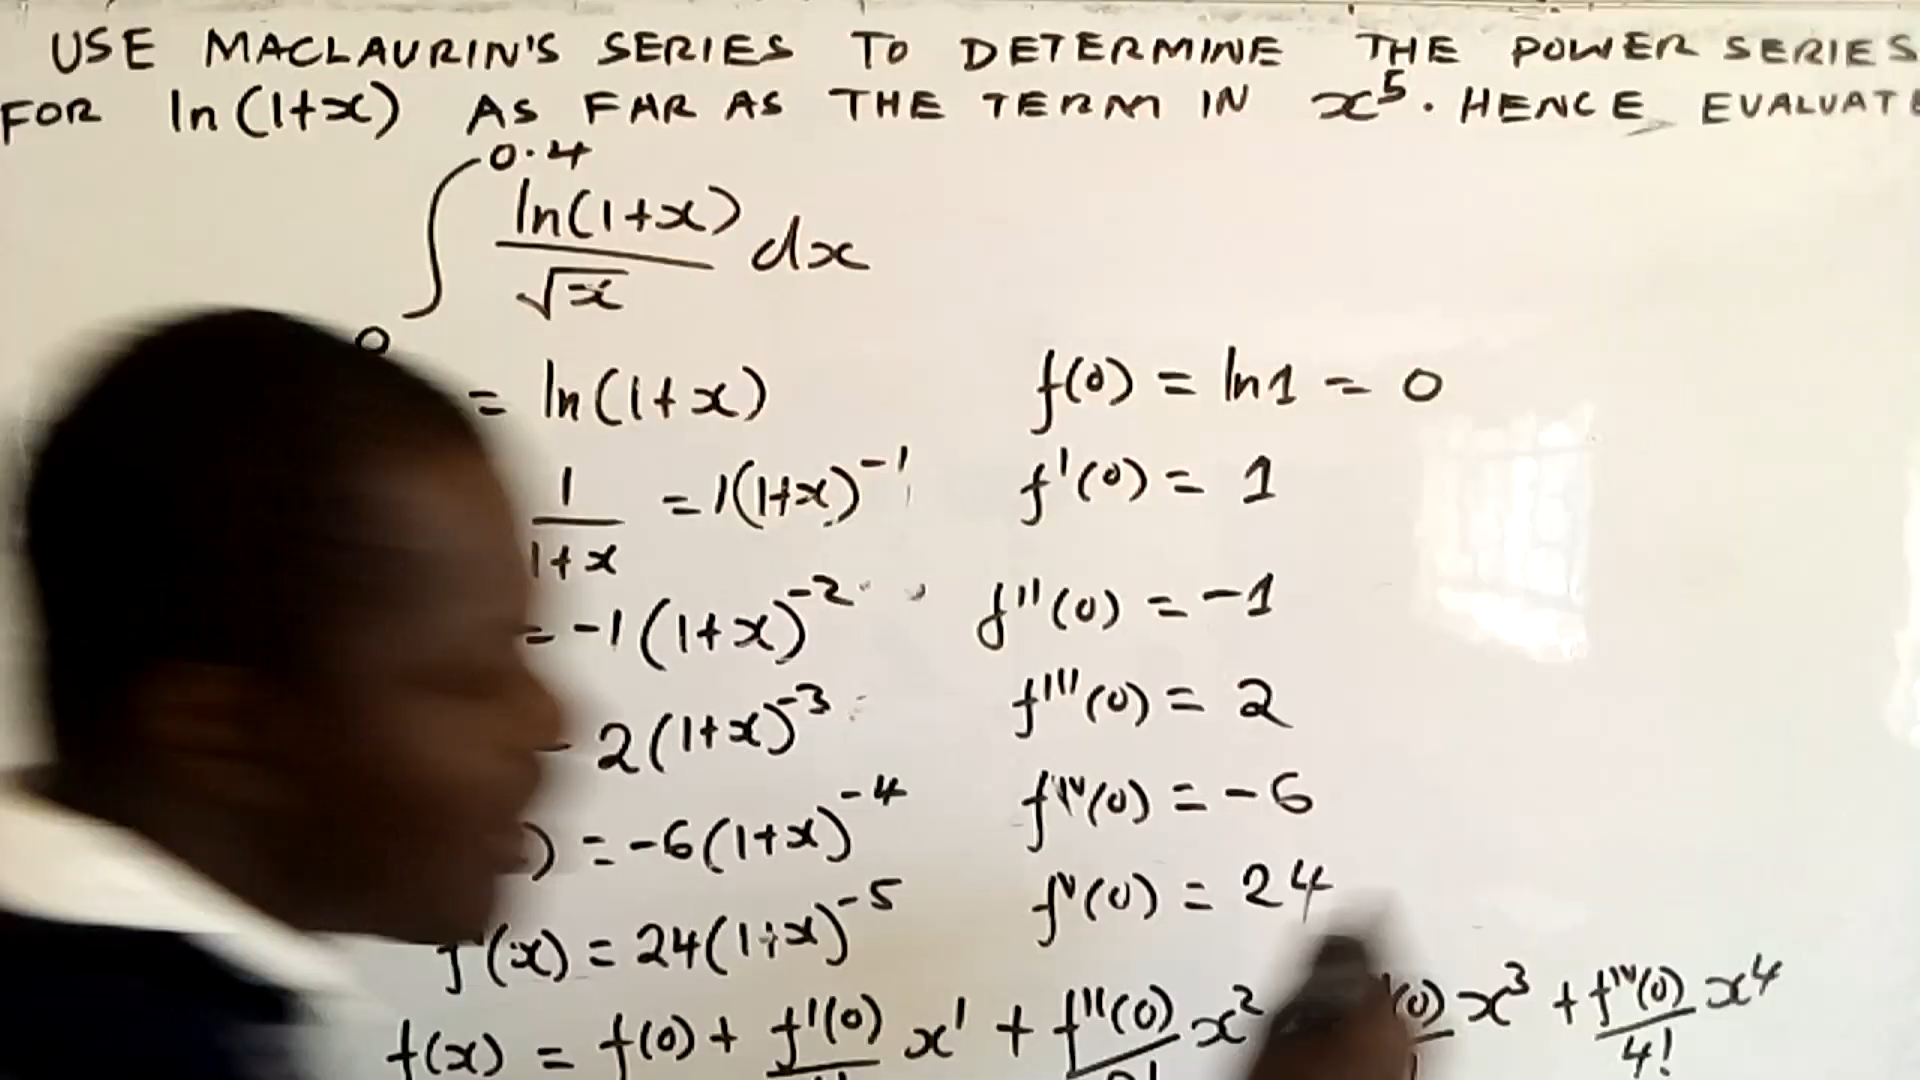 USE MACLAURIN'S SERIES TO DETERMINE THE POWER SERIES
FOR ln(1+x) AS FAR AS THE TERM IN x⁵. HENCE EVALUATE
∫₀^0.4 ln(1+x)/√x dx
= ln(1+x) f(0) = ln1 = 0
1/(1+x) = 1(1+x)⁻¹ f'(0) = 1
= -1(1+x)⁻² f''(0) = -1
2(1+x)⁻³ f'''(0) = 2
) = -6(1+x)⁻⁴ f^iv(0) = -6
(x) = 24(1+x)⁻⁵ f^v(0) = 24
f(x) = f(0) + f'(0) x¹ + f''(0) x² (0) x³ + f^iv(0)/4! x⁴